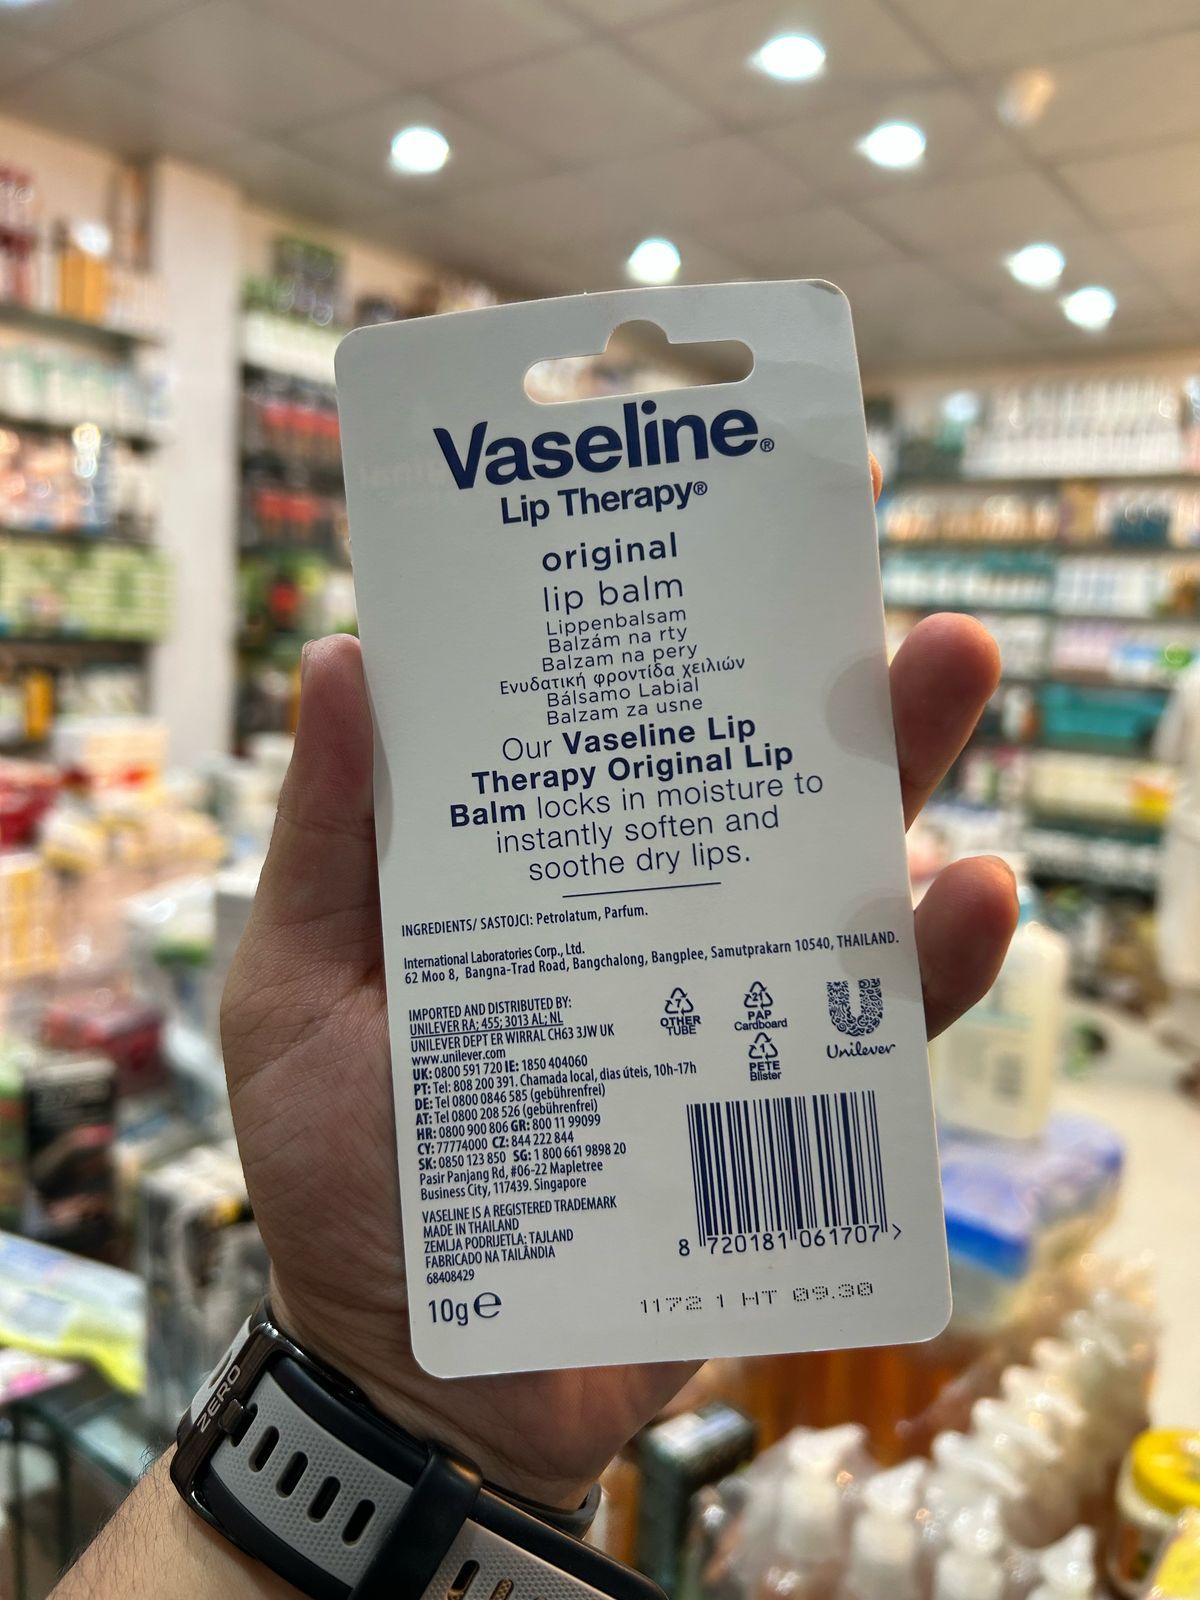 Vaseline®
Lip Therapy®
original
lip balm
Lippenbalsam
Balzám na rty
Balzam na pery
Ενυδατική φροντίδα χειλιών
Bálsamo Labial
Balzam za usne
Our Vaseline Lip
Therapy Original Lip
Balm locks in moisture to
instantly soften and
soothe dry lips.
INGREDIENTS/ SASTOJCI: Petrolatum, Parfum.
International Laboratories Corp., Ltd.
62 Moo 8, Bangna-Trad Road, Bangchalong, Bangplee, Samutprakarn 10540, THAILAND.
IMPORTED AND DISTRIBUTED BY:
UNILEVER RA; 455; 3013 AL; NL
UNILEVER DEPT ER WIRRAL CH63 3JW UK
www.unilever.com
UK: 0800 591 720 IE: 1850 404060
PT: Tel: 808 200 391. Chamada local, dias úteis, 10h-17h
DE: Tel 0800 0846 585 (gebührenfrei)
AT: Tel 0800 208 526 (gebührenfrei)
HR: 0800 900 806 GR: 800 11 99099
CY: 77774000 CZ: 844 222 844
SK: 0850 123 850 SG: 1 800 661 9898 20
Pasir Panjang Rd, #06-22 Mapletree
Business City, 117439. Singapore
VASELINE IS A REGISTERED TRADEMARK
MADE IN THAILAND
ZEMLJA PODRIJETLA: TAJLAND
FABRICADO NA TAILÂNDIA
68408429
10g e
7
OTHER
TUBE
21
PAP
Cardboard
1
PETE
Blister
Unilever
8 720181 061707 >
1172 1 HT 09.30
ZERO